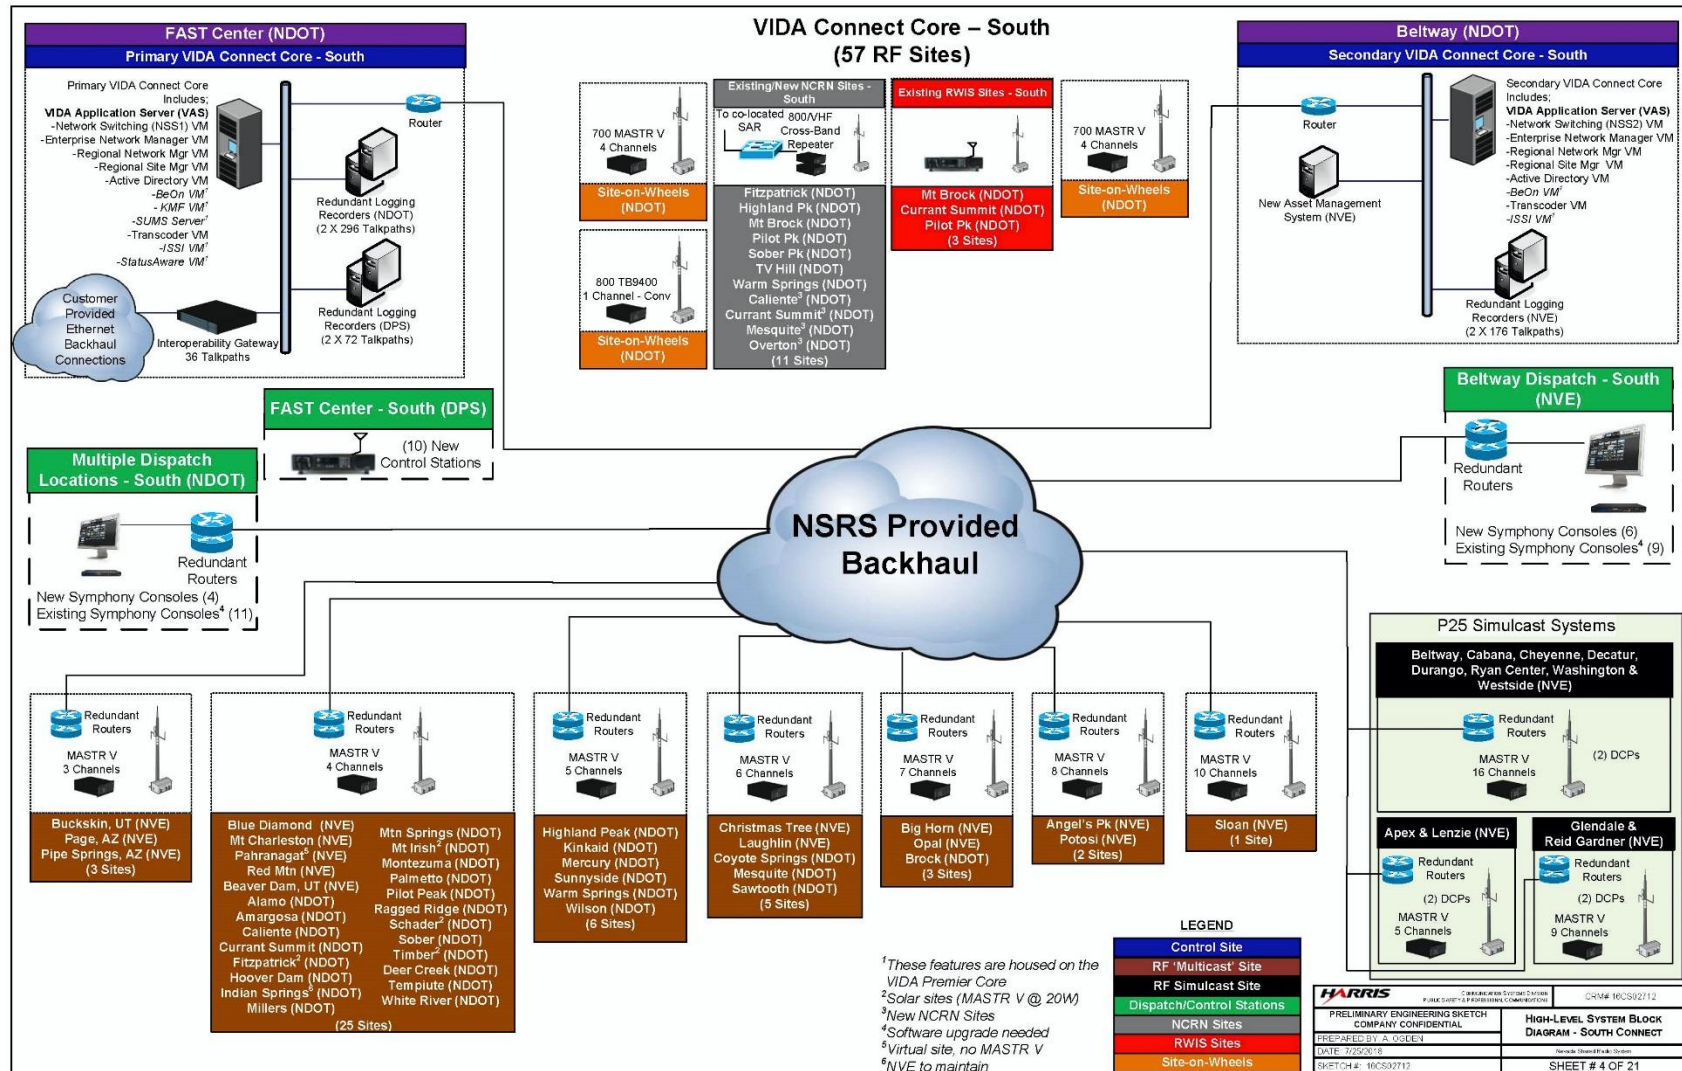 VIDA Connect Core – South
(57 RF Sites)
FAST Center (NDOT)
Primary VIDA Connect Core - South
Primary VIDA Connect Core
Includes;
VIDA Application Server (VAS)
-Network Switching (NSS1) VM
-Enterprise Network Manager VM
-Regional Network Mgr VM
-Regional Site Mgr VM
-Active Directory VM
-BeOn VM¹
- KMF VM¹
-SUMS Server¹
-Transcoder VM
-ISSI VM¹
-StatusAware VM¹
Router
Redundant Logging
Recorders (NDOT)
(2 X 296 Talkpaths)
Redundant Logging
Recorders (DPS)
(2 X 72 Talkpaths)
Customer
Provided
Ethernet
Backhaul
Connections
Interoperability Gateway
36 Talkpaths
700 MASTR V
4 Channels
Site-on-Wheels
(NDOT)
800 TB9400
1 Channel - Conv
Site-on-Wheels
(NDOT)
Existing/New NCRN Sites -
South
To co-located
SAR
800/VHF
Cross-Band
Repeater
Fitzpatrick (NDOT)
Highland Pk (NDOT)
Mt Brock (NDOT)
Pilot Pk (NDOT)
Sober Pk (NDOT)
TV Hill (NDOT)
Warm Springs (NDOT)
Caliente³ (NDOT)
Currant Summit³ (NDOT)
Mesquite³ (NDOT)
Overton³ (NDOT)
(11 Sites)
Existing RWIS Sites - South
Mt Brock (NDOT)
Currant Summit (NDOT)
Pilot Pk (NDOT)
(3 Sites)
700 MASTR V
4 Channels
Site-on-Wheels
(NDOT)
Beltway (NDOT)
Secondary VIDA Connect Core - South
Router
New Asset Management
System (NVE)
Secondary VIDA Connect Core
Includes;
VIDA Application Server (VAS)
-Network Switching (NSS2) VM
-Enterprise Network Manager VM
-Regional Network Mgr VM
-Regional Site Mgr VM
-Active Directory VM
-BeOn VM¹
-Transcoder VM
-ISSI VM¹
Redundant Logging
Recorders (NVE)
(2 X 176 Talkpaths)
FAST Center - South (DPS)
(10) New
Control Stations
Multiple Dispatch
Locations - South (NDOT)
Redundant
Routers
New Symphony Consoles (4)
Existing Symphony Consoles⁴ (11)
NSRS Provided
Backhaul
Beltway Dispatch - South
(NVE)
Redundant
Routers
New Symphony Consoles (6)
Existing Symphony Consoles⁴ (9)
Redundant
Routers
MASTR V
3 Channels
Buckskin, UT (NVE)
Page, AZ (NVE)
Pipe Springs, AZ (NVE)
(3 Sites)
Redundant
Routers
MASTR V
4 Channels
Blue Diamond (NVE)
Mt Charleston (NVE)
Pahranagat⁵ (NVE)
Red Mtn (NVE)
Beaver Dam, UT (NVE)
Alamo (NDOT)
Amargosa (NDOT)
Caliente (NDOT)
Currant Summit (NDOT)
Fitzpatrick² (NDOT)
Hoover Dam (NDOT)
Indian Springs⁶ (NDOT)
Millers (NDOT)
Mtn Springs (NDOT)
Mt Irish² (NDOT)
Montezuma (NDOT)
Palmetto (NDOT)
Pilot Peak (NDOT)
Ragged Ridge (NDOT)
Schader² (NDOT)
Sober (NDOT)
Timber² (NDOT)
Deer Creek (NDOT)
Tempiute (NDOT)
White River (NDOT)
(25 Sites)
Redundant
Routers
MASTR V
5 Channels
Highland Peak (NDOT)
Kinkaid (NDOT)
Mercury (NDOT)
Sunnyside (NDOT)
Warm Springs (NDOT)
Wilson (NDOT)
(6 Sites)
Redundant
Routers
MASTR V
6 Channels
Christmas Tree (NVE)
Laughlin (NVE)
Coyote Springs (NDOT)
Mesquite (NDOT)
Sawtooth (NDOT)
(5 Sites)
Redundant
Routers
MASTR V
7 Channels
Big Horn (NVE)
Opal (NVE)
Brock (NDOT)
(3 Sites)
Redundant
Routers
MASTR V
8 Channels
Angel's Pk (NVE)
Potosi (NVE)
(2 Sites)
Redundant
Routers
MASTR V
10 Channels
Sloan (NVE)
(1 Site)
P25 Simulcast Systems
Beltway, Cabana, Cheyenne, Decatur,
Durango, Ryan Center, Washington &
Westside (NVE)
Redundant
Routers
(2) DCPs
MASTR V
16 Channels
Apex & Lenzie (NVE)
Redundant
Routers
(2) DCPs
MASTR V
5 Channels
Glendale &
Reid Gardner (NVE)
Redundant
Routers
(2) DCPs
MASTR V
9 Channels
¹These features are housed on the
VIDA Premier Core
²Solar sites (MASTR V @ 20W)
³New NCRN Sites
⁴Software upgrade needed
⁵Virtual site, no MASTR V
⁶NVE to maintain
LEGEND
Control Site
RF ‘Multicast’ Site
RF Simulcast Site
Dispatch/Control Stations
NCRN Sites
RWIS Sites
Site-on-Wheels
HARRIS
COMMUNICATION SYSTEMS DIVISION
PUBLIC SAFETY & PROFESSIONAL COMMUNICATIONS
CRM# 16CS02712
PRELIMINARY ENGINEERING SKETCH
COMPANY CONFIDENTIAL
PREPARED BY: A. OGDEN
DATE: 7/25/2018
SKETCH #: 16CS02712
HIGH-LEVEL SYSTEM BLOCK
DIAGRAM - SOUTH CONNECT
Nevada Shared Radio System
SHEET # 4 OF 21